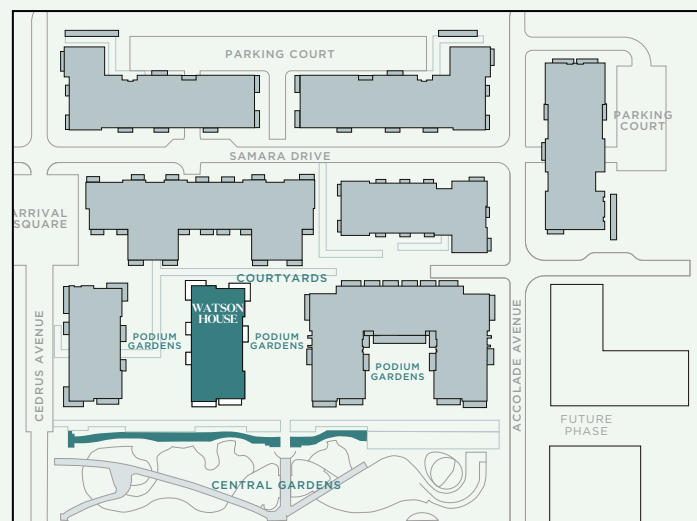 PARKING COURT
PARKING
COURT
SAMARA DRIVE
ARRIVAL
SQUARE
COURTYARDS
WATSON
HOUSE
PODIUM
GARDENS
PODIUM
GARDENS
PODIUM
GARDENS
CEDRUS AVENUE
ACCOLADE AVENUE
FUTURE
PHASE
CENTRAL GARDENS